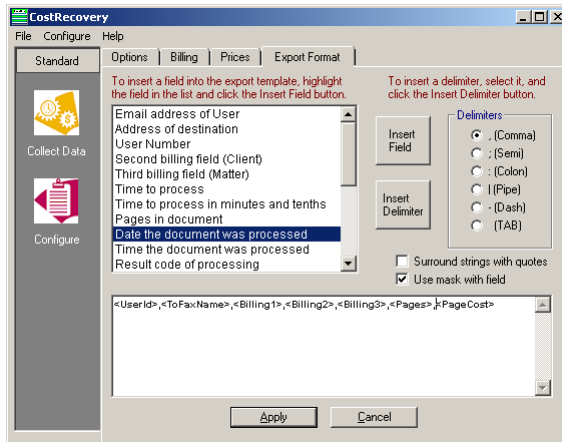 CostRecovery
File Configure Help
Standard
Collect Data
Configure
Options Billing Prices Export Format
To insert a field into the export template, highlight
the field in the list and click the Insert Field button.
Email address of User
Address of destination
User Number
Second billing field (Client)
Third billing field (Matter)
Time to process
Time to process in minutes and tenths
Pages in document
Date the document was processed
Time the document was processed
Result code of processing
To insert a delimiter, select it, and
click the Insert Delimiter button.
Insert
Field
Insert
Delimiter
Delimiters
, (Comma)
; (Semi)
: (Colon)
| (Pipe)
- (Dash)
(TAB)
Surround strings with quotes
Use mask with field
<UserId>,<ToFaxName>,<Billing1>,<Billing2>,<Billing3>,<Pages>,<PageCost>
Apply
Cancel